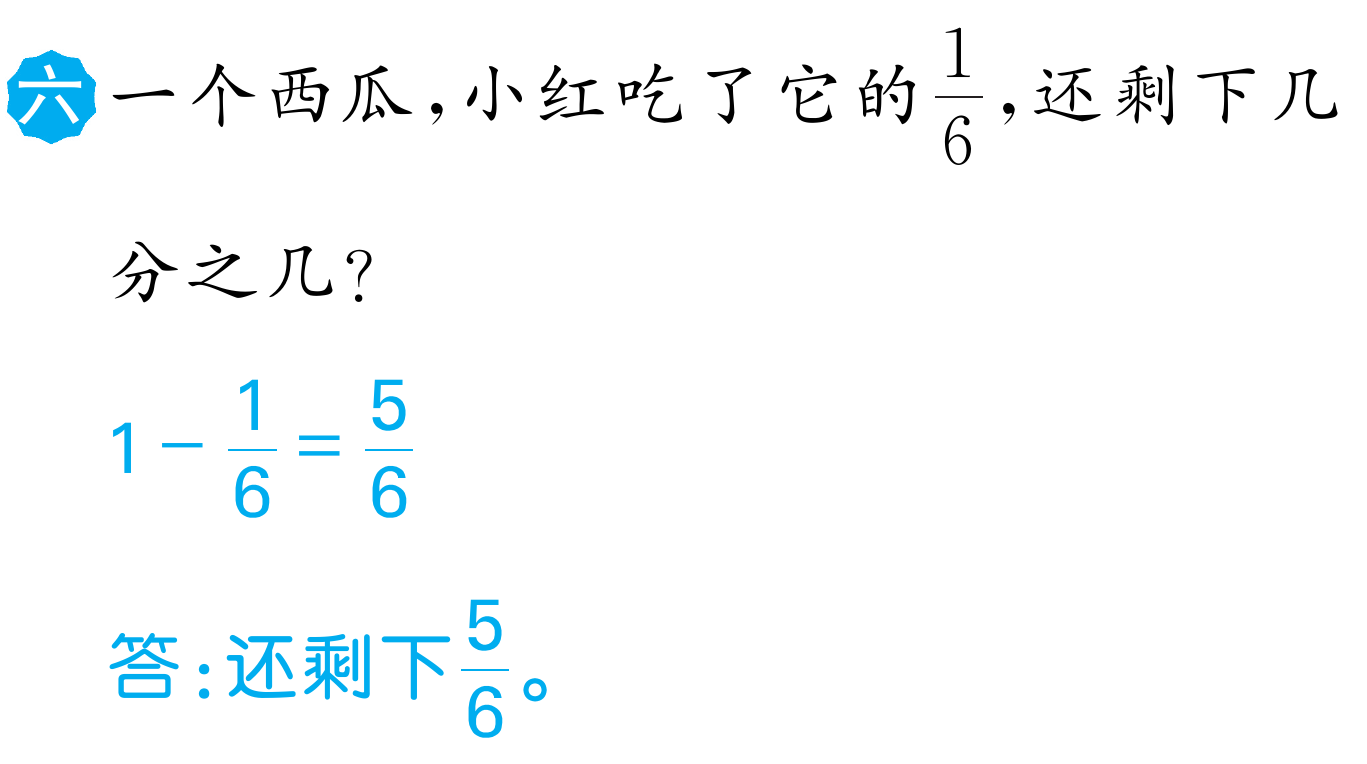 六 一个西瓜,小红吃了它的1/6,还剩下几
分之几?
1-1/6=5/6
答:还剩下5/6。